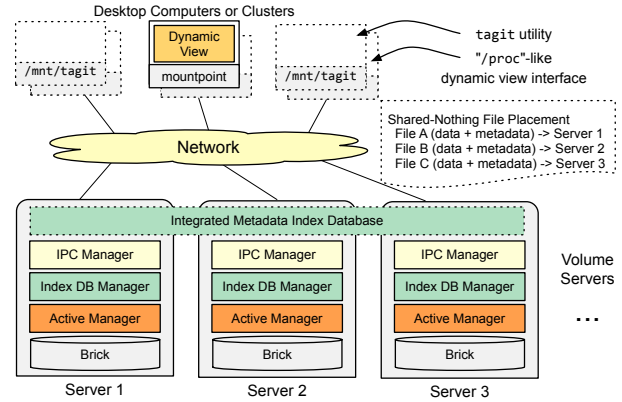 Desktop Computers or Clusters
Dynamic
View
mountpoint
/mnt/tagit
/mnt/tagit
tagit utility
"/proc"-like
dynamic view interface
Network
Shared-Nothing File Placement
File A (data + metadata) -> Server 1
File B (data + metadata) -> Server 2
File C (data + metadata) -> Server 3
Integrated Metadata Index Database
IPC Manager
Index DB Manager
Active Manager
Brick
Server 1
IPC Manager
Index DB Manager
Active Manager
Brick
Server 2
IPC Manager
Index DB Manager
Active Manager
Brick
Server 3
Volume
Servers
...